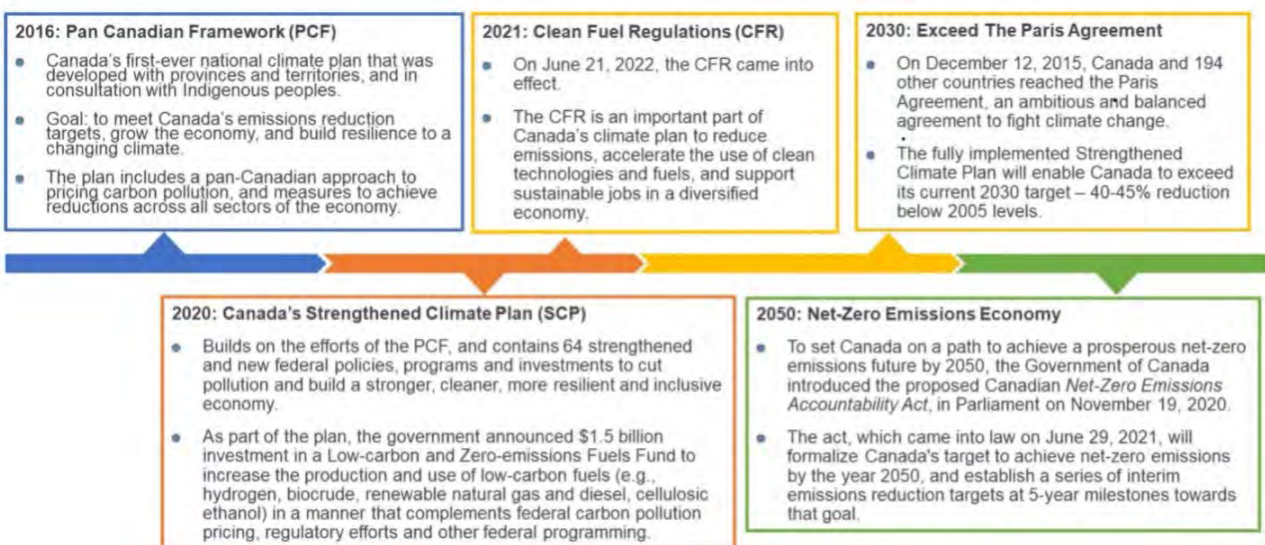 2016: Pan Canadian Framework (PCF)
• Canada's first-ever national climate plan that was
developed with provinces and territories, and in
consultation with Indigenous peoples.
• Goal: to meet Canada's emissions reduction
targets, grow the economy, and build resilience to a
changing climate.
• The plan includes a pan-Canadian approach to
pricing carbon pollution, and measures to achieve
reductions across all sectors of the economy.
2021: Clean Fuel Regulations (CFR)
• On June 21, 2022, the CFR came into
effect.
• The CFR is an important part of
Canada's climate plan to reduce
emissions, accelerate the use of clean
technologies and fuels, and support
sustainable jobs in a diversified
economy.
2030: Exceed The Paris Agreement
• On December 12, 2015, Canada and 194
other countries reached the Paris
Agreement, an ambitious and balanced
agreement to fight climate change.
• The fully implemented Strengthened
Climate Plan will enable Canada to exceed
its current 2030 target – 40-45% reduction
below 2005 levels.
2020: Canada's Strengthened Climate Plan (SCP)
• Builds on the efforts of the PCF, and contains 64 strengthened
and new federal policies, programs and investments to cut
pollution and build a stronger, cleaner, more resilient and inclusive
economy.
• As part of the plan, the government announced $1.5 billion
investment in a Low-carbon and Zero-emissions Fuels Fund to
increase the production and use of low-carbon fuels (e.g.,
hydrogen, biocrude, renewable natural gas and diesel, cellulosic
ethanol) in a manner that complements federal carbon pollution
pricing, regulatory efforts and other federal programming.
2050: Net-Zero Emissions Economy
• To set Canada on a path to achieve a prosperous net-zero
emissions future by 2050, the Government of Canada
introduced the proposed Canadian Net-Zero Emissions
Accountability Act, in Parliament on November 19, 2020.
• The act, which came into law on June 29, 2021, will
formalize Canada's target to achieve net-zero emissions
by the year 2050, and establish a series of interim
emissions reduction targets at 5-year milestones towards
that goal.